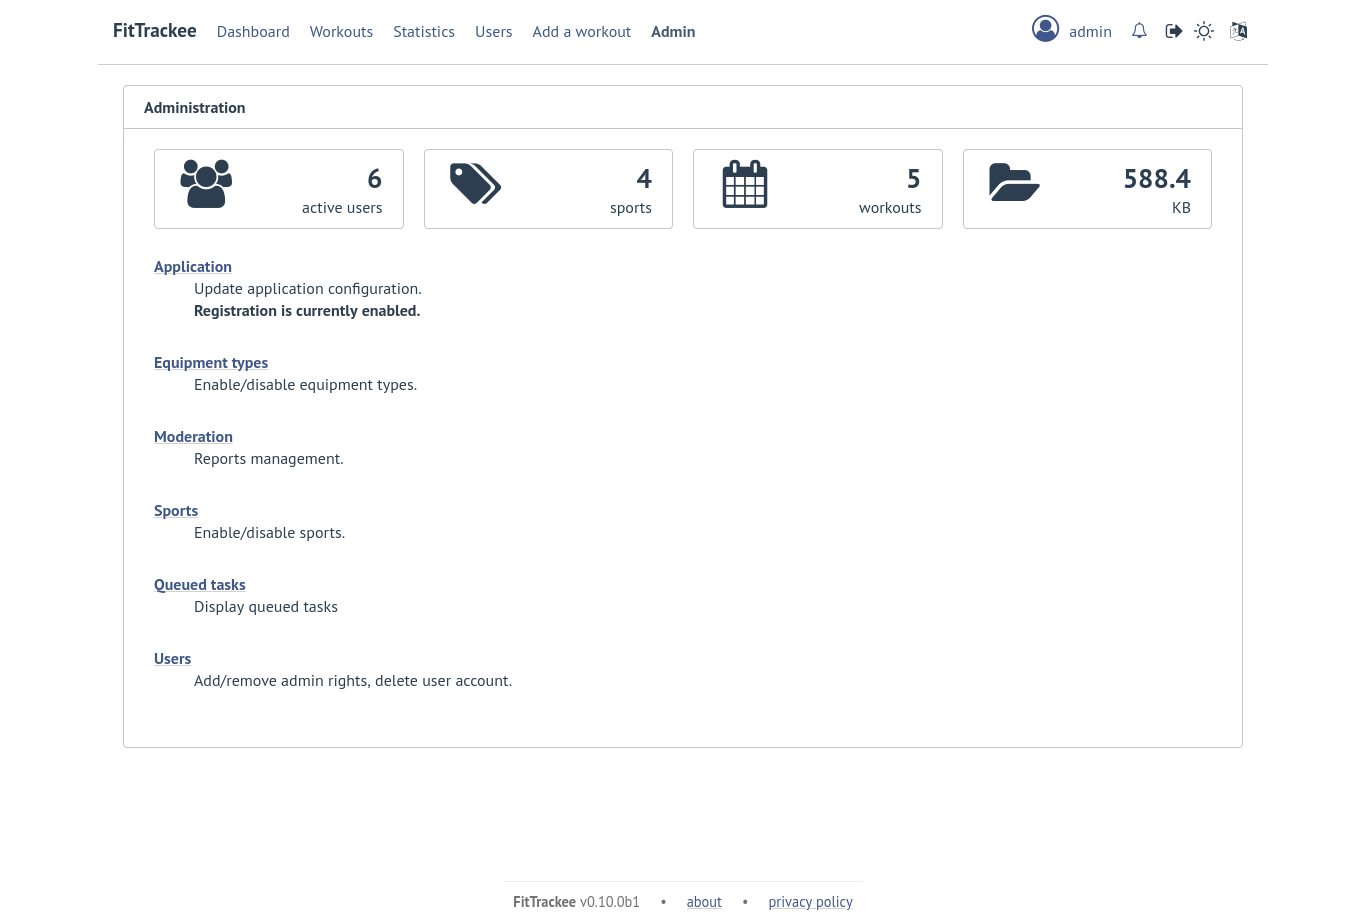 FitTrackee Dashboard Workouts Statistics Users Add a workout Admin admin
Administration
6
active users
4
sports
5
workouts
588.4
KB
Application
Update application configuration.
Registration is currently enabled.
Equipment types
Enable/disable equipment types.
Moderation
Reports management.
Sports
Enable/disable sports.
Queued tasks
Display queued tasks
Users
Add/remove admin rights, delete user account.
FitTrackee v0.10.0b1 • about • privacy policy